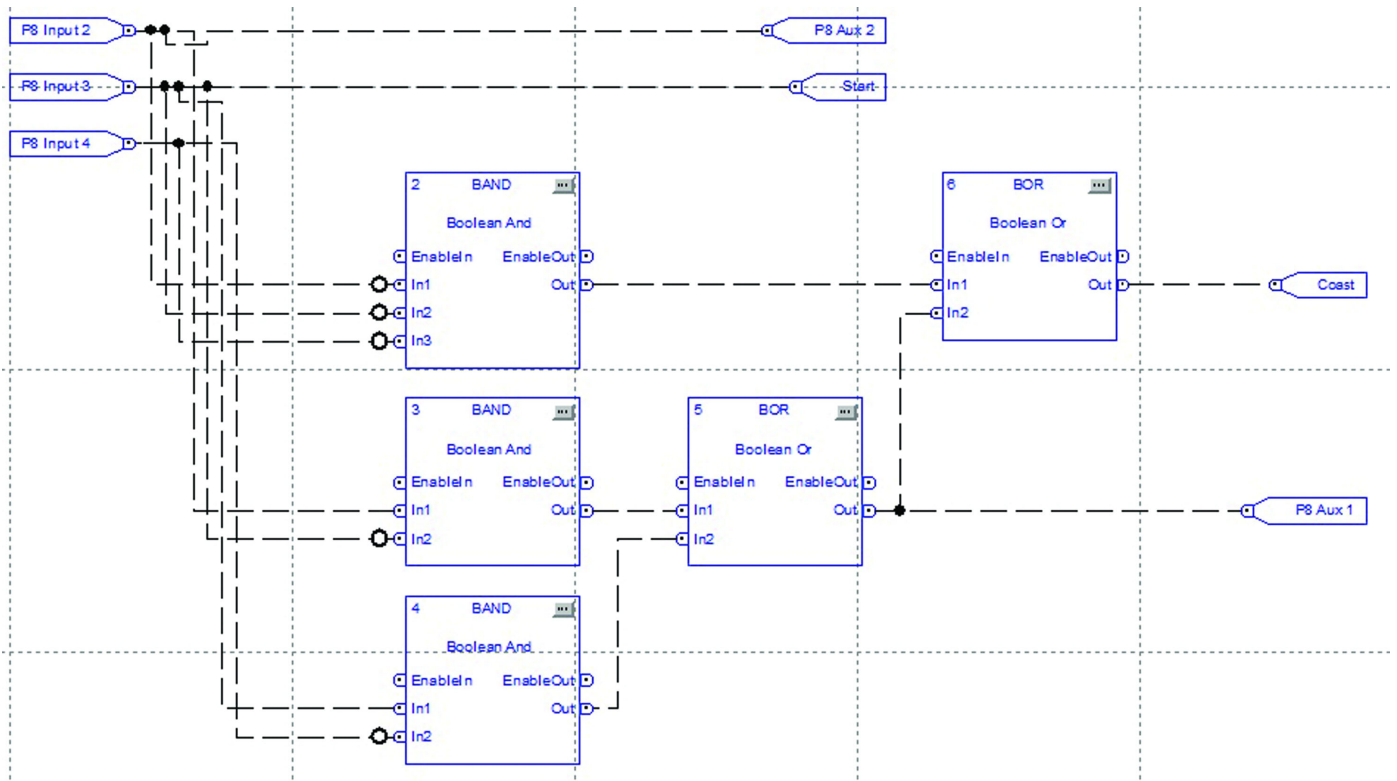 P8 Input 2
P8 Aux 2
P8 Input 3
Start
P8 Input 4
2 BAND
Boolean And
EnableIn EnableOut
In1 Out
In2
In3
6 BOR
Boolean Or
EnableIn EnableOut
In1 Out
In2
Coast
3 BAND
Boolean And
EnableIn EnableOut
In1 Out
In2
5 BOR
Boolean Or
EnableIn EnableOut
In1 Out
In2
P8 Aux 1
4 BAND
Boolean And
EnableIn EnableOut
In1 Out
In2